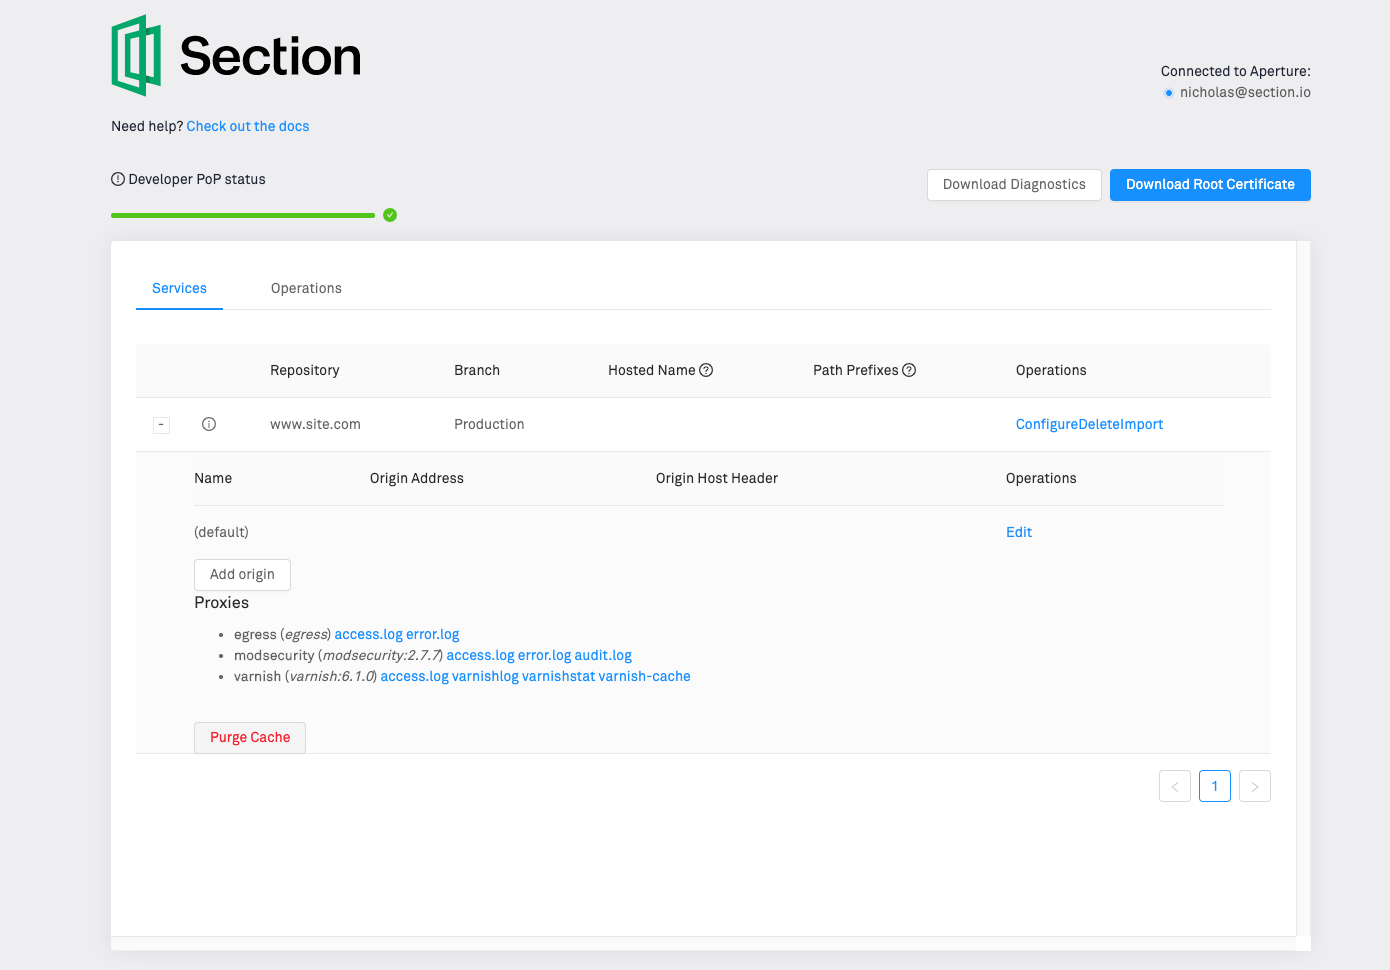 Section
Connected to Aperture:
nicholas@section.io
Need help? Check out the docs
Developer PoP status
Download Diagnostics
Download Root Certificate
Services Operations
Repository Branch Hosted Name Path Prefixes Operations
- www.site.com Production ConfigureDeleteImport
Name Origin Address Origin Host Header Operations
(default) Edit
Add origin
Proxies
• egress (egress) access.log error.log
• modsecurity (modsecurity:2.7.7) access.log error.log audit.log
• varnish (varnish:6.1.0) access.log varnishlog varnishstat varnish-cache
Purge Cache
< 1 >